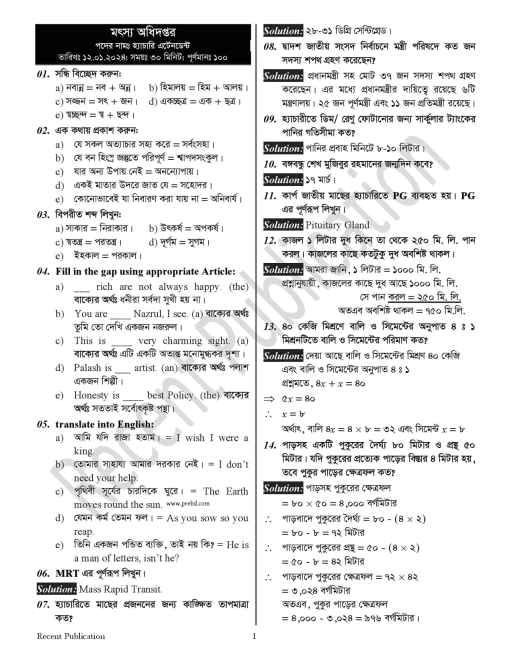 মৎস্য অধিদপ্তর
পদের নামঃ হ্যাচারি এটেনডেন্ট
তারিখঃ ১২.০১.২০২৪; সময়ঃ ৩০ মিনিট; পূর্ণমানঃ ১০০
01. সন্ধি বিচ্ছেদ করুন:
a) নবান্ন = নব + অন্ন। b) হিমালয় = হিম + আলয়।
c) সজ্জন = সৎ + জন। d) একচ্ছত্র = এক + ছত্র।
e) স্বচ্ছন্দ = স্ব + ছন্দ।
02. এক কথায় প্রকাশ করুন:
a) যে সকল অত্যাচার সহ্য করে = সর্বংসহা।
b) যে বন হিংস্র জন্তুতে পরিপূর্ণ = শ্বাপদসংকুল।
c) যার অন্য উপায় নেই = অনন্যোপায়।
d) একই মাতার উদরে জাত যে = সহোদর।
e) কোনোভাবেই যা নিবারণ করা যায় না = অনিবার্য।
03. বিপরীত শব্দ লিখুন:
a) সাকার = নিরাকার। b) উৎকর্ষ = অপকর্ষ।
c) স্বতন্ত্র = পরতন্ত্র। d) দুর্গম = সুগম।
e) ইহকাল = পরকাল।
04. Fill in the gap using appropriate Article:
a) ___ rich are not always happy. (the)
বাক্যের অর্থঃ ধনীরা সর্বদা সুখী হয় না।
b) You are ___ Nazrul, I see. (a) বাক্যের অর্থঃ
তুমি তো দেখি একজন নজরুল।
c) This is ___ very charming sight. (a)
বাক্যের অর্থঃ এটি একটি অত্যন্ত মনোমুগ্ধকর দৃশ্য।
d) Palash is ___ artist. (an) বাক্যের অর্থঃ পলাশ
একজন শিল্পী।
e) Honesty is ___ best Policy. (the) বাক্যের
অর্থঃ সততাই সর্বোৎকৃষ্ট পন্থা।
05. translate into English:
a) আমি যদি রাজা হতাম। = I wish I were a
king.
b) তোমার সাহায্য আমার দরকার নেই। = I don't
need your help.
c) পৃথিবী সূর্যের চারদিকে ঘুরে। = The Earth
moves round the sun. www.prebd.com
d) যেমন কর্ম তেমন ফল। = As you sow so you
reap.
e) তিনি একজন পন্ডিত ব্যক্তি, তাই নয় কি? = He is
a man of letters, isn't he?
06. MRT এর পূর্ণরূপ লিখুন।
Solution: Mass Rapid Transit.
07. হ্যাচারিতে মাছের প্রজননের জন্য কাঙ্ক্ষিত তাপমাত্রা
কত?
Solution: ২৮-৩১ ডিগ্রি সেন্টিগ্রেড।
08. দ্বাদশ জাতীয় সংসদ নির্বাচনে মন্ত্রী পরিষদে কত জন
সদস্য শপথ গ্রহণ করেছেন?
Solution: প্রধানমন্ত্রী সহ মোট ৩৭ জন সদস্য শপথ গ্রহণ
করেছেন। এর মধ্যে প্রধানমন্ত্রীর দায়িত্বে রয়েছে ৬টি
মন্ত্রণালয়। ২৫ জন পূর্ণমন্ত্রী এবং ১১ জন প্রতিমন্ত্রী রয়েছে।
09. হ্যাচারীতে ডিম/ রেণু ফোটানোর জন্য সার্কুলার ট্যাংকের
পানির গতিসীমা কত?
Solution: পানির প্রবাহ মিনিটে ৮-১০ লিটার।
10. বঙ্গবন্ধু শেখ মুজিবুর রহমানের জন্মদিন কবে?
Solution: ১৭ মার্চ।
11. কার্প জাতীয় মাছের হ্যাচারিতে PG ব্যবহৃত হয়। PG
এর পূর্ণরূপ লিখুন।
Solution: Pituitary Gland.
12. কাজল ১ লিটার দুধ কিনে তা থেকে ২৫০ মি. লি. পান
করল। কাজলের কাছে কতটুকু দুধ অবশিষ্ট থাকল।
Solution: আমরা জানি, ১ লিটার = ১০০০ মি. লি.
প্রশ্নানুযায়ী, কাজলের কাছে দুধ আছে ১০০০ মি. লি.
সে পান করল = ২৫০ মি. লি.
অতএব অবশিষ্ট থাকল = ৭৫০ মি.লি.
13. ৪০ কেজি মিশ্রণে বালি ও সিমেন্টের অনুপাত ৪ ঃ ১
মিশ্রনটিতে বালি ও সিমেন্টের পরিমাণ কত?
Solution: দেয়া আছে বালি ও সিমেন্টের মিশ্রণ ৪০ কেজি
এবং বালি ও সিমেন্টের অনুপাত ৪ ঃ ১
প্রশ্নমতে, ৪x + x = ৪০
⇒ ৫x = ৪০
∴ x = ৮
অর্থাৎ, বালি ৪x = ৪ × ৮ = ৩২ এবং সিমেন্ট x = ৮
14. পাড়সহ একটি পুকুরের দৈর্ঘ্য ৮০ মিটার ও প্রস্থ ৫০
মিটার। যদি পুকুরের প্রত্যেক পাড়ের বিস্তার ৪ মিটার হয়,
তবে পুকুর পাড়ের ক্ষেত্রফল কত?
Solution: পাড়সহ পুকুরের ক্ষেত্রফল
= ৮০ × ৫০ = ৪,০০০ বর্গমিটার
∴ পাড়বাদে পুকুরের দৈর্ঘ্য = ৮০ - (৪ × ২)
= ৮০ - ৮ = ৭২ মিটার
∴ পাড়বাদে পুকুরের প্রস্থ = ৫০ - (৪ × ২)
= ৫০ - ৮ = ৪২ মিটার
∴ পাড়বাদে পুকুরের ক্ষেত্রফল = ৭২ × ৪২
= ৩,০২৪ বর্গমিটার
অতএব, পুকুর পাড়ের ক্ষেত্রফল
= ৪,০০০ - ৩,০২৪ = ৯৭৬ বর্গমিটার।
Recent Publication 1
Recent Publication